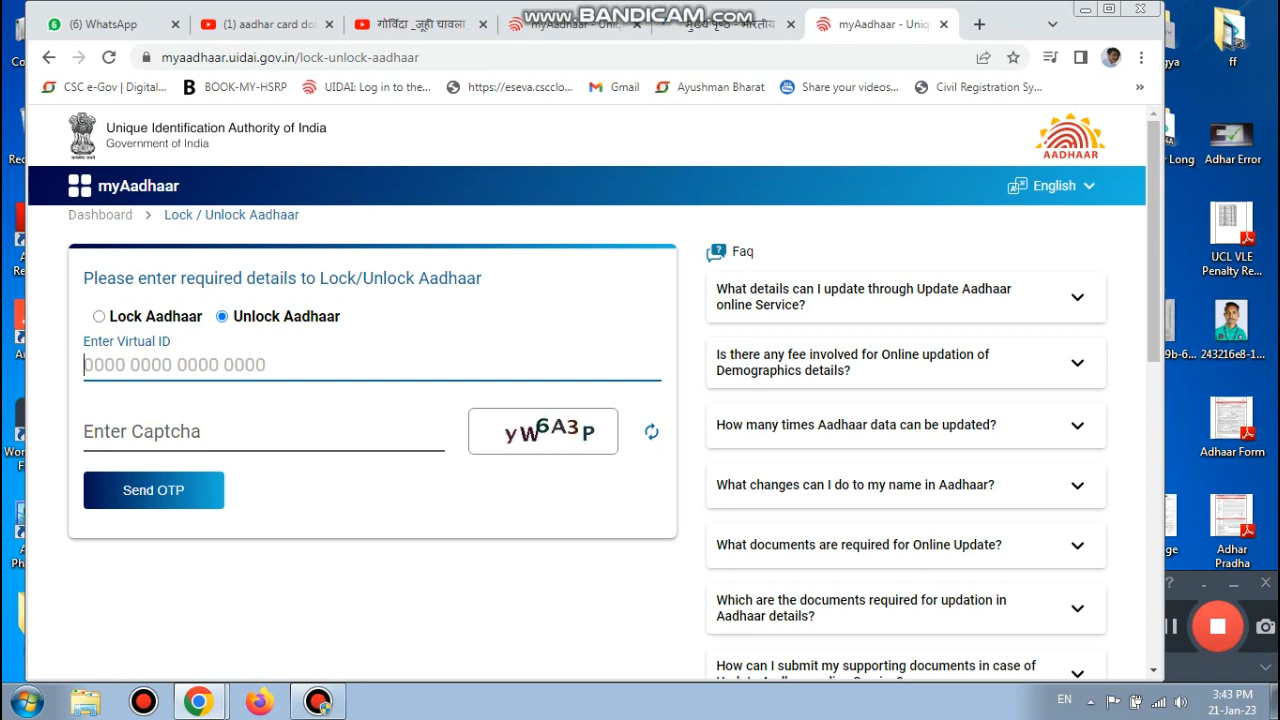 www.BANDICAM.com
(6) WhatsApp
(1) aadhar card do
गोविंदा _जूही चावला
myAadhaar - Uni
मुख्य पृष्ठ - भारतीय
myAadhaar - Uniq
myaadhaar.uidai.gov.in/lock-unlock-aadhaar
CSC e-Gov | Digital...
BOOK-MY-HSRP
UIDAI: Log in to the...
https://eseva.cscclo...
Gmail
Ayushman Bharat
Share your videos...
Civil Registration Sy...
»
Unique Identification Authority of India
Government of India
AADHAAR
myAadhaar
English
Dashboard
Lock / Unlock Aadhaar
Please enter required details to Lock/Unlock Aadhaar
Lock Aadhaar
Unlock Aadhaar
Enter Virtual ID
0000 0000 0000 0000
Enter Captcha
yW6A3P
Send OTP
Faq
What details can I update through Update Aadhaar
online Service?
Is there any fee involved for Online updation of
Demographics details?
How many times Aadhaar data can be updated?
What changes can I do to my name in Aadhaar?
What documents are required for Online Update?
Which are the documents required for updation in
Aadhaar details?
How can I submit my supporting documents in case of
ff
Long
Adhar Error
UCL VLE
Penalty Re...
9b-6...
243216e8-1...
Adhaar Form
Adhar
Pradha
EN
3:43 PM
21-Jan-23